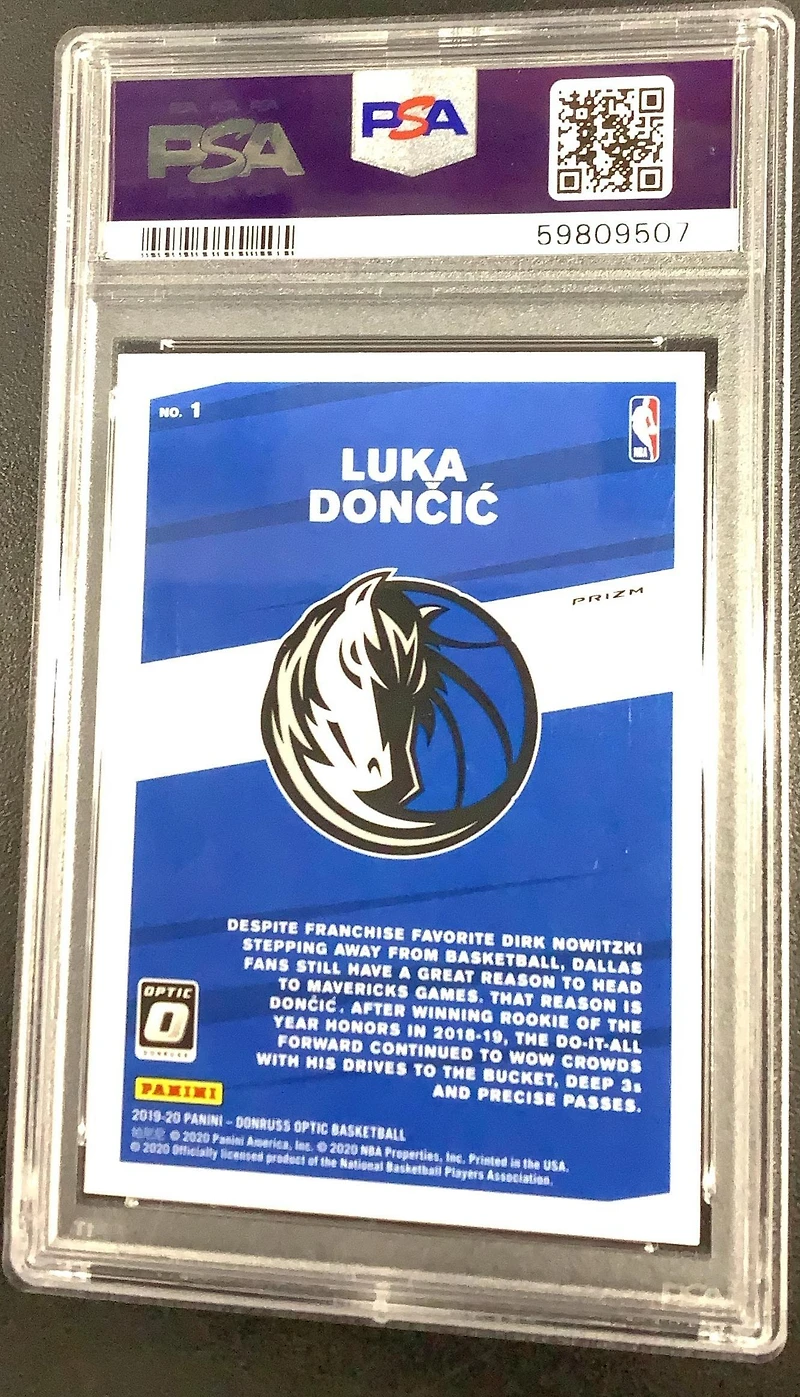 PSA
PSA
59809507
NO. 1
NBA
LUKA
DONČIĆ
PRIZM
DESPITE FRANCHISE FAVORITE DIRK NOWITZKI
STEPPING AWAY FROM BASKETBALL, DALLAS
FANS STILL HAVE A GREAT REASON TO HEAD
TO MAVERICKS GAMES. THAT REASON IS
DONČIĆ. AFTER WINNING ROOKIE OF THE
YEAR HONORS IN 2018-19, THE DO-IT-ALL
FORWARD CONTINUED TO WOW CROWDS
WITH HIS DRIVES TO THE BUCKET, DEEP 3s
AND PRECISE PASSES.
OPTIC
DONRUSS
PANINI
2019-20 PANINI – DONRUSS OPTIC BASKETBALL
© 2020 Panini America, Inc. © 2020 NBA Properties, Inc. Printed in the USA.
© 2020 Officially licensed product of the National Basketball Players Association.
PSA